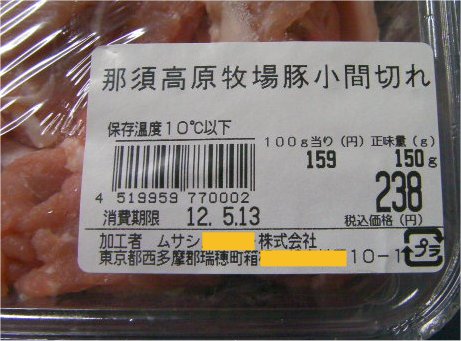 那須高原牧場豚小間切れ
保存温度10℃以下
100g当り(円) 正味量(g)
159 150g
4 519959 770002
238
消費期限 12.5.13
税込価格(円)
加工者 ムサシ 株式会社
東京都西多摩郡瑞穂町箱 10-1
プラ